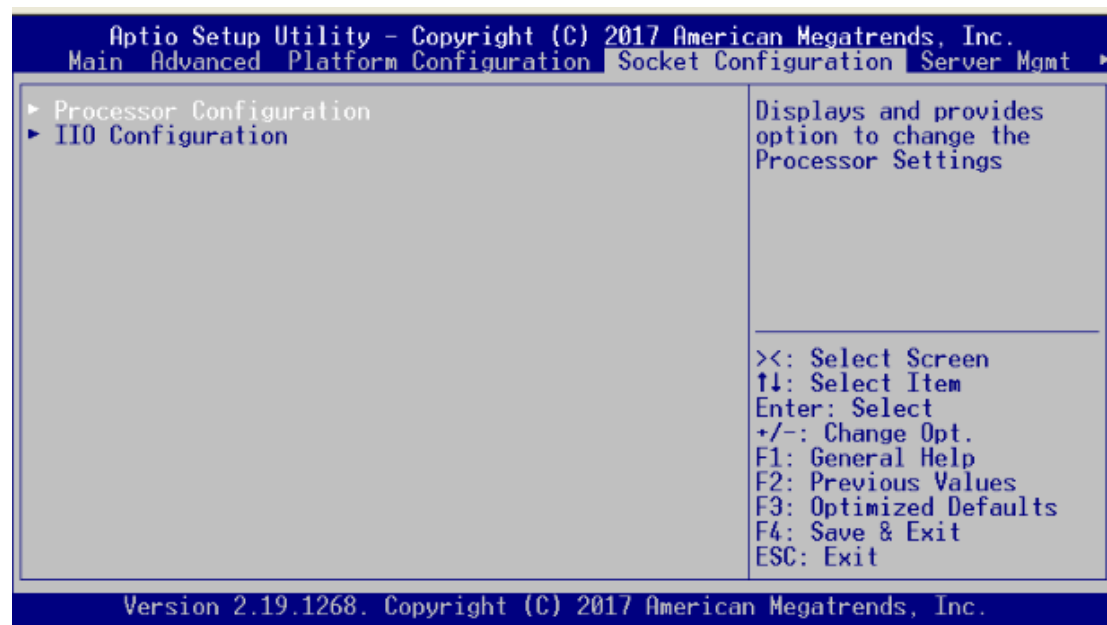 Aptio Setup Utility – Copyright (C) 2017 American Megatrends, Inc.
Main Advanced Platform Configuration Socket Configuration Server Mgmt ►
► Processor Configuration
► IIO Configuration
Displays and provides
option to change the
Processor Settings
><: Select Screen
↑↓: Select Item
Enter: Select
+/-: Change Opt.
F1: General Help
F2: Previous Values
F3: Optimized Defaults
F4: Save & Exit
ESC: Exit
Version 2.19.1268. Copyright (C) 2017 American Megatrends, Inc.